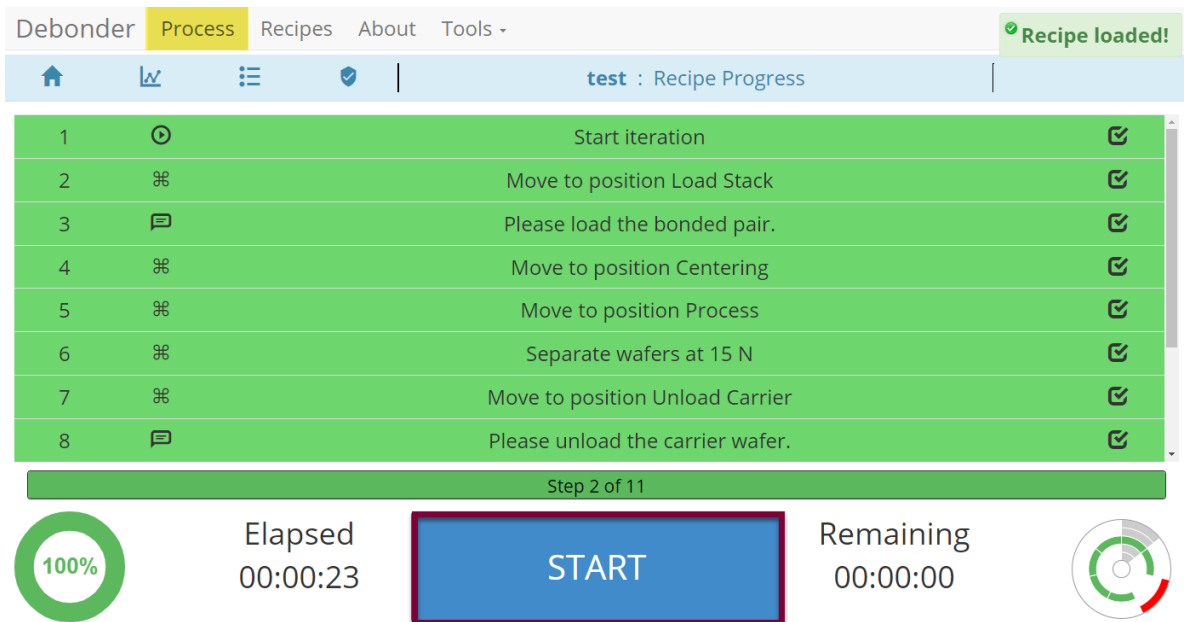 Debonder Process Recipes About Tools
Recipe loaded!
test : Recipe Progress
1 Start iteration
2 Move to position Load Stack
3 Please load the bonded pair.
4 Move to position Centering
5 Move to position Process
6 Separate wafers at 15 N
7 Move to position Unload Carrier
8 Please unload the carrier wafer.
Step 2 of 11
100%
Elapsed
00:00:23
START
Remaining
00:00:00